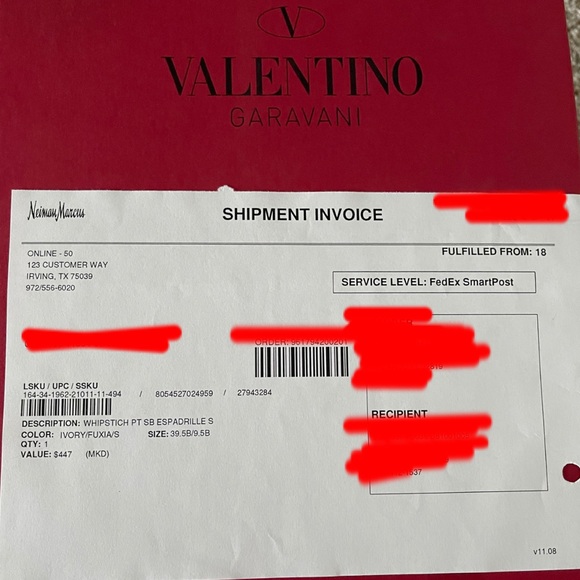 V
VALENTINO
GARAVANI
Neiman Marcus
SHIPMENT INVOICE
ONLINE - 50
123 CUSTOMER WAY
IRVING, TX 75039
972/556-6020
FULFILLED FROM: 18
SERVICE LEVEL: FedEx SmartPost
LSKU / UPC / SSKU
164-34-1962-21011-11-494 / 8054527024959 / 27943284
DESCRIPTION: WHIPSTICH PT SB ESPADRILLE S
COLOR: IVORY/FUXIA/S SIZE: 39.5B/9.5B
QTY: 1
VALUE: $447 (MKD)
RECIPIENT
v11.08